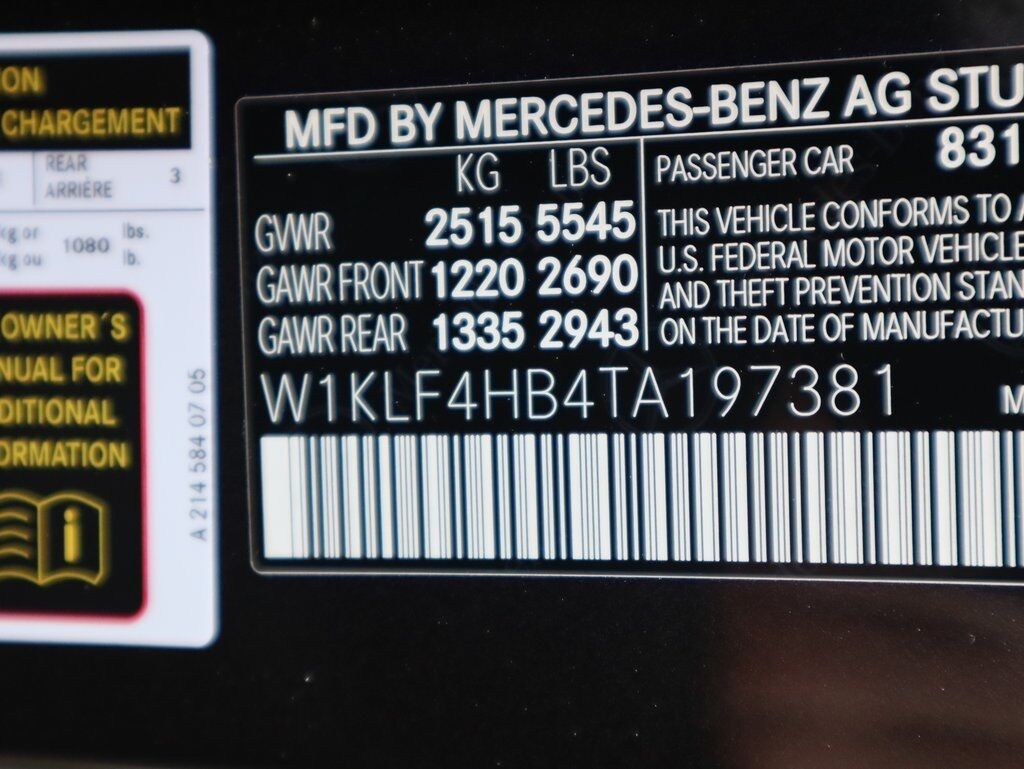 ON
CHARGEMENT
REAR
ARRIÈRE
3
kg or
kg ou
1080
lbs.
lb.
OWNER´S
NUAL FOR
DITIONAL
ORMATION
A 214 584 07 05
MFD BY MERCEDES-BENZ AG STU
KG LBS
GVWR 2515 5545
GAWR FRONT 1220 2690
GAWR REAR 1335 2943
PASSENGER CAR 831
THIS VEHICLE CONFORMS TO A
U.S. FEDERAL MOTOR VEHICLE
AND THEFT PREVENTION STAN
ON THE DATE OF MANUFACTU
W1KLF4HB4TA197381
M